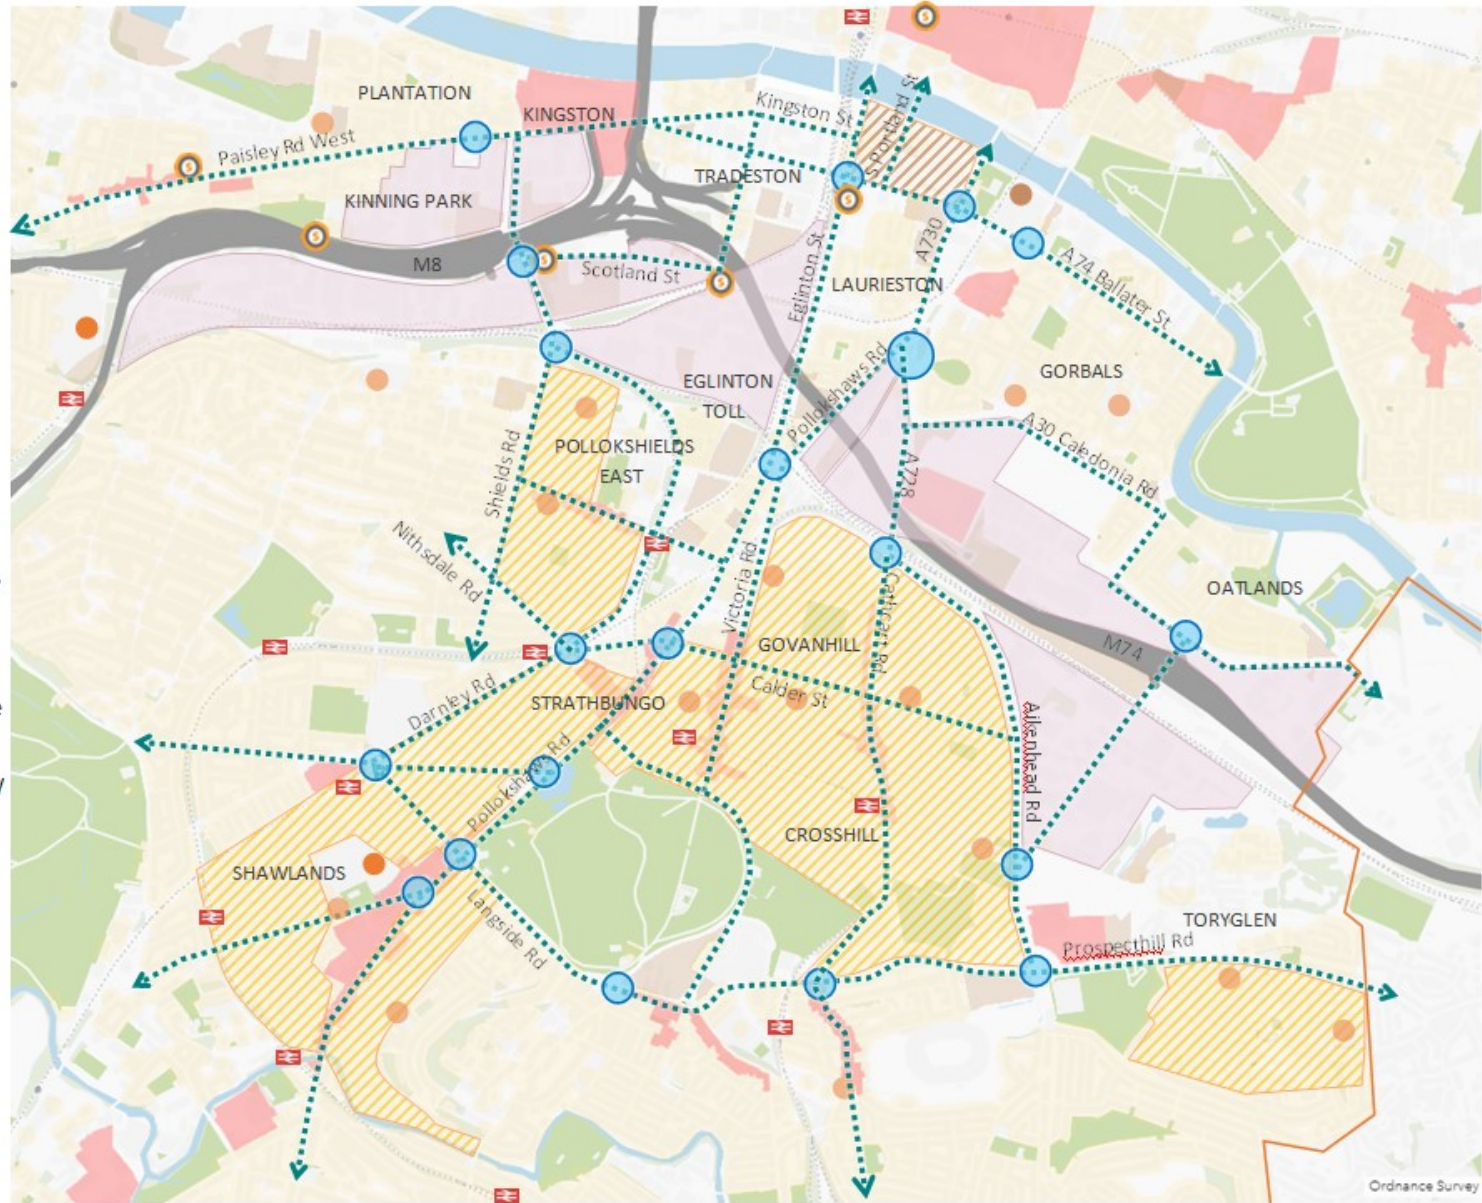 PLANTATION
KINGSTON
Kingston St
S Portland St
Paisley Rd West
TRADESTON
KINNING PARK
A730
M8
Scotland St
Eglinton St
LAURIESTON
A74 Ballater St
Pollokshaws Rd
GORBALS
EGLINTON
TOLL
POLLOKSHIELDS
EAST
Shields Rd
A30 Caledonia Rd
A728
Nithsdale Rd
Victoria Rd
Cathcart Rd
OATLANDS
GOVANHILL
M74
Darnley Rd
STRATHBUNGO
Calder St
Aikenhead Rd
Pollokshaws Rd
CROSSHILL
SHAWLANDS
Langside Rd
TORYGLEN
Prospecthill Rd
Ordnance Survey